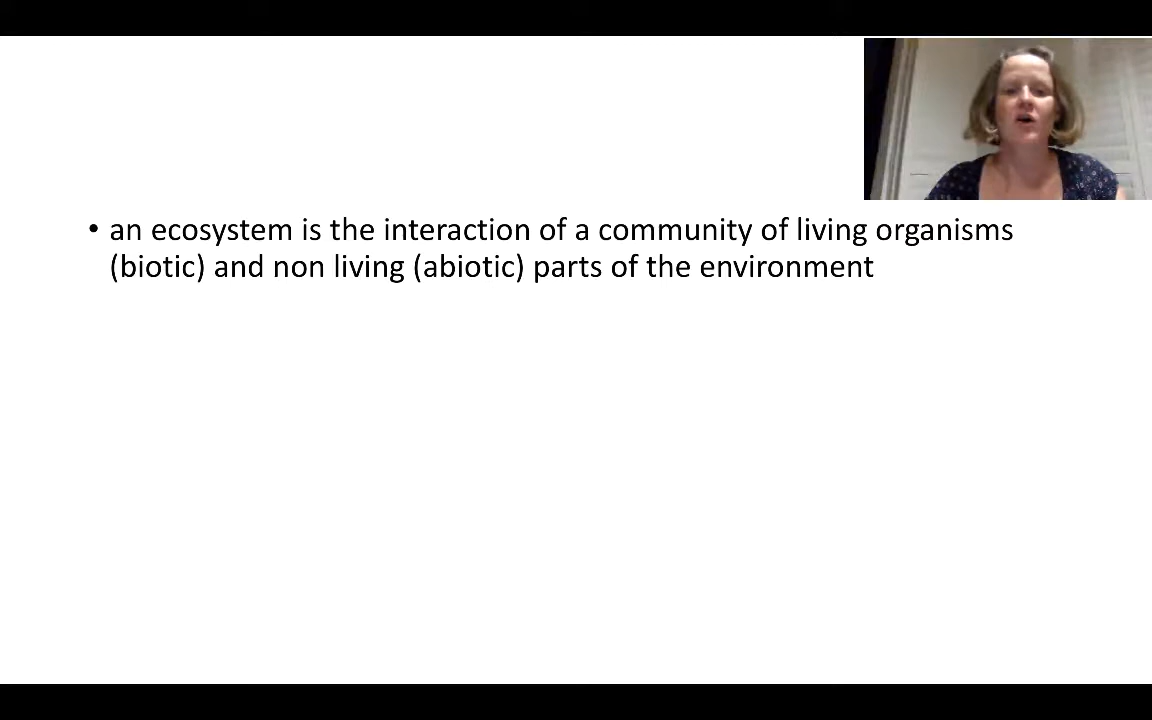 • an ecosystem is the interaction of a community of living organisms
(biotic) and non living (abiotic) parts of the environment